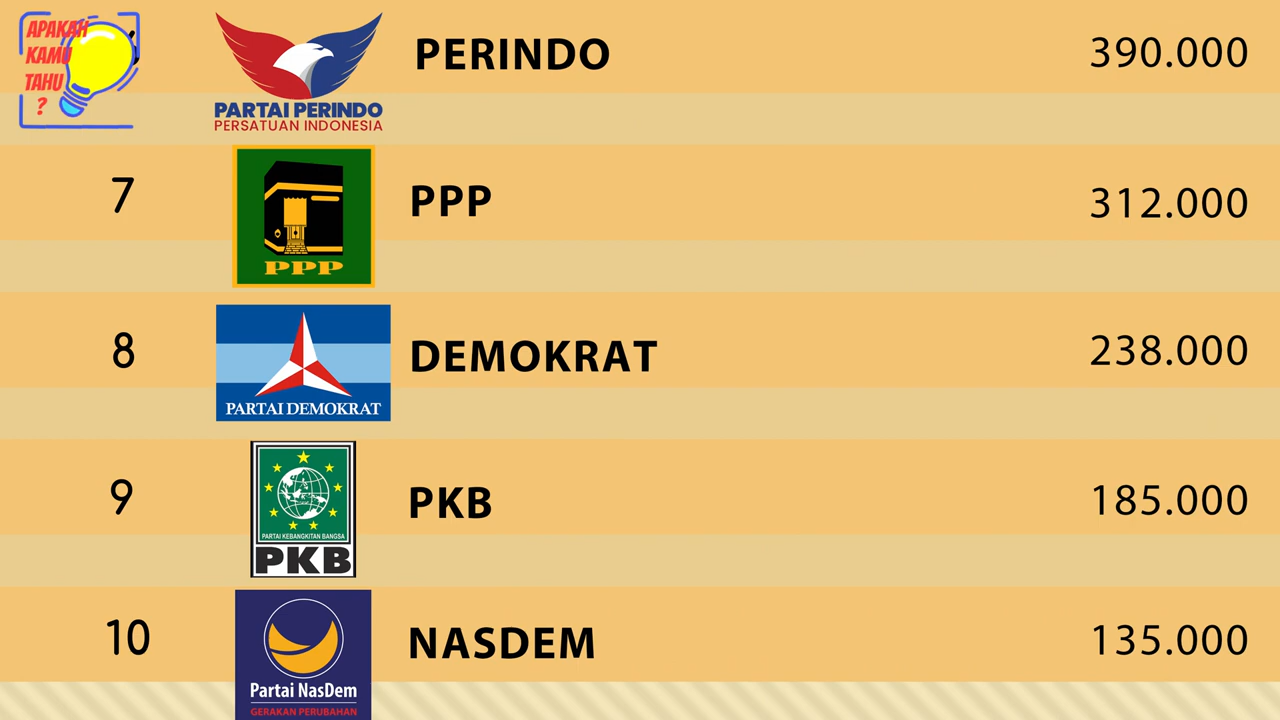 APAKAH
KAMU
TAHU
?
PARTAI PERINDO
PERSATUAN INDONESIA
PERINDO
390.000
7
PPP
PPP
312.000
8
PARTAI DEMOKRAT
DEMOKRAT
238.000
9
PARTAI KEBANGKITAN BANGSA
PKB
PKB
185.000
10
Partai NasDem
GERAKAN PERUBAHAN
NASDEM
135.000